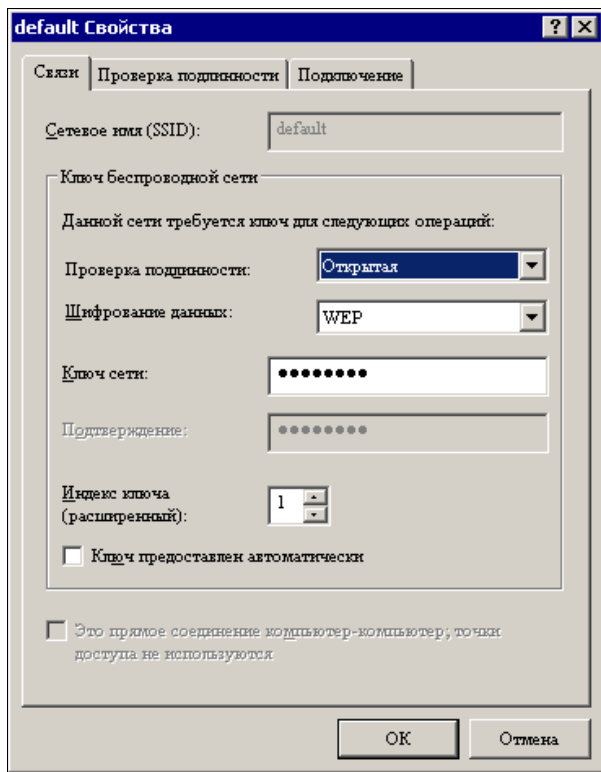 default Свойства
Связи
Проверка подлинности
Подключение
Сетевое имя (SSID):
default
Ключ беспроводной сети
Данной сети требуется ключ для следующих операций:
Проверка подлинности:
Открытая
Шифрование данных:
WEP
Ключ сети:
●●●●●●●●
Подтверждение:
●●●●●●●●
Индекс ключа
(расширенный):
1
Ключ предоставлен автоматически
Это прямое соединение компьютер-компьютер; точки
доступа не используются
OK
Отмена